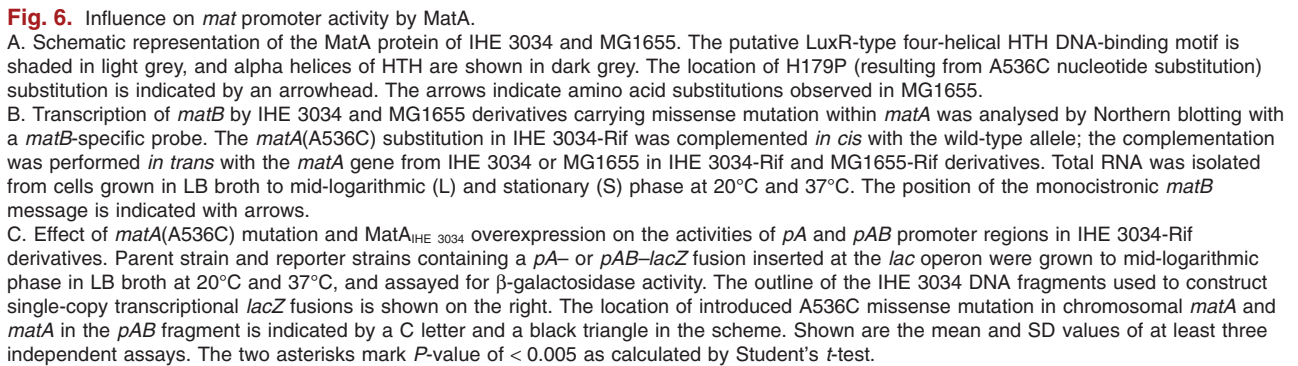 Fig. 6. Influence on mat promoter activity by MatA.
A. Schematic representation of the MatA protein of IHE 3034 and MG1655. The putative LuxR-type four-helical HTH DNA-binding motif is
shaded in light grey, and alpha helices of HTH are shown in dark grey. The location of H179P (resulting from A536C nucleotide substitution)
substitution is indicated by an arrowhead. The arrows indicate amino acid substitutions observed in MG1655.
B. Transcription of matB by IHE 3034 and MG1655 derivatives carrying missense mutation within matA was analysed by Northern blotting with
a matB-specific probe. The matA(A536C) substitution in IHE 3034-Rif was complemented in cis with the wild-type allele; the complementation
was performed in trans with the matA gene from IHE 3034 or MG1655 in IHE 3034-Rif and MG1655-Rif derivatives. Total RNA was isolated
from cells grown in LB broth to mid-logarithmic (L) and stationary (S) phase at 20°C and 37°C. The position of the monocistronic matB
message is indicated with arrows.
C. Effect of matA(A536C) mutation and MatAIHE 3034 overexpression on the activities of pA and pAB promoter regions in IHE 3034-Rif
derivatives. Parent strain and reporter strains containing a pA– or pAB–lacZ fusion inserted at the lac operon were grown to mid-logarithmic
phase in LB broth at 20°C and 37°C, and assayed for β-galactosidase activity. The outline of the IHE 3034 DNA fragments used to construct
single-copy transcriptional lacZ fusions is shown on the right. The location of introduced A536C missense mutation in chromosomal matA and
matA in the pAB fragment is indicated by a C letter and a black triangle in the scheme. Shown are the mean and SD values of at least three
independent assays. The two asterisks mark P-value of < 0.005 as calculated by Student's t-test.